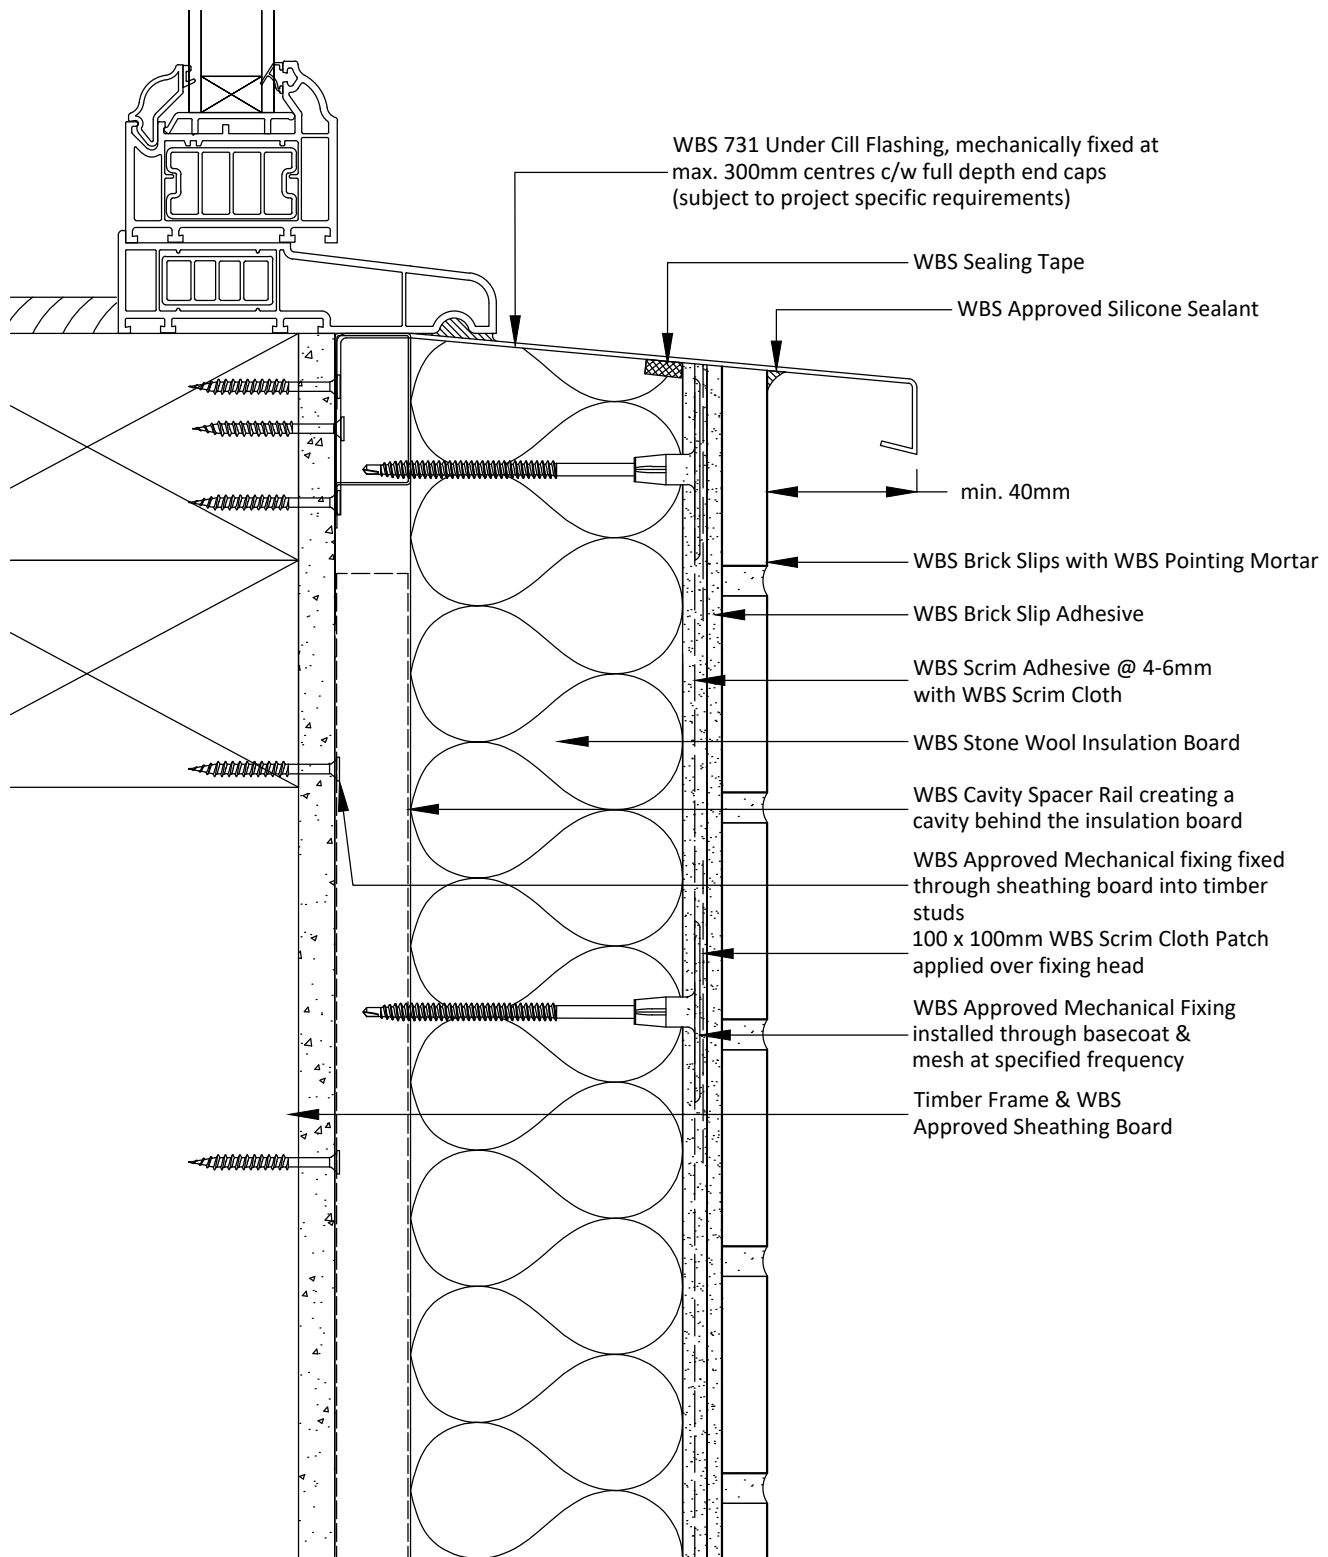 WBS 731 Under Cill Flashing, mechanically fixed at
max. 300mm centres c/w full depth end caps
(subject to project specific requirements)
WBS Sealing Tape
WBS Approved Silicone Sealant
min. 40mm
WBS Brick Slips with WBS Pointing Mortar
WBS Brick Slip Adhesive
WBS Scrim Adhesive @ 4-6mm
with WBS Scrim Cloth
WBS Stone Wool Insulation Board
WBS Cavity Spacer Rail creating a
cavity behind the insulation board
WBS Approved Mechanical fixing fixed
through sheathing board into timber
studs
100 x 100mm WBS Scrim Cloth Patch
applied over fixing head
WBS Approved Mechanical Fixing
installed through basecoat &
mesh at specified frequency
Timber Frame & WBS
Approved Sheathing Board